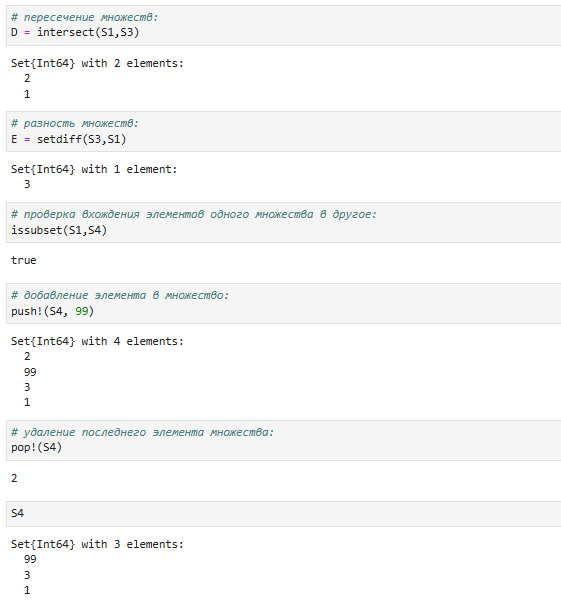 # пересечение множеств:
D = intersect(S1,S3)
Set{Int64} with 2 elements:
2
1
# разность множеств:
E = setdiff(S3,S1)
Set{Int64} with 1 element:
3
# проверка вхождения элементов одного множества в другое:
issubset(S1,S4)
true
# добавление элемента в множество:
push!(S4, 99)
Set{Int64} with 4 elements:
2
99
3
1
# удаление последнего элемента множества:
pop!(S4)
2
S4
Set{Int64} with 3 elements:
99
3
1